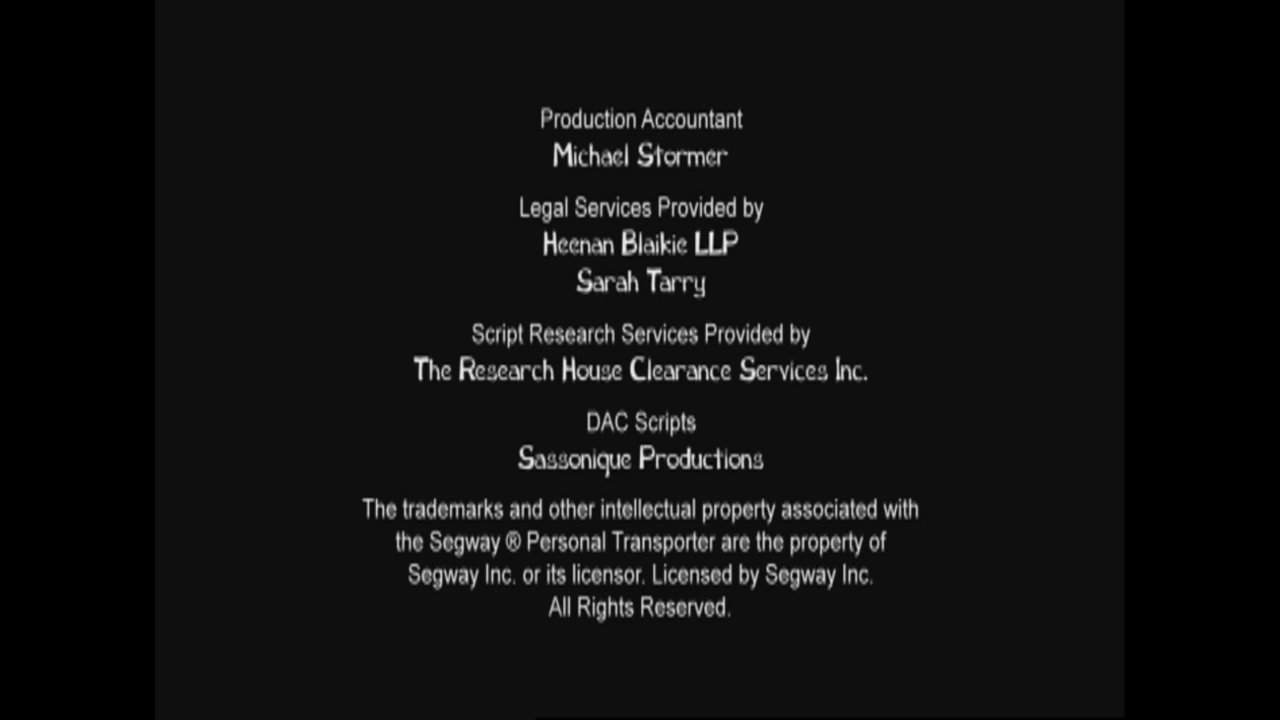 Production Accountant
Michael Stormer
Legal Services Provided by
Heenan Blaikie LLP
Sarah Tarry
Script Research Services Provided by
The Research House Clearance Services Inc.
DAC Scripts
Sassonique Productions
The trademarks and other intellectual property associated with
the Segway ® Personal Transporter are the property of
Segway Inc. or its licensor. Licensed by Segway Inc.
All Rights Reserved.